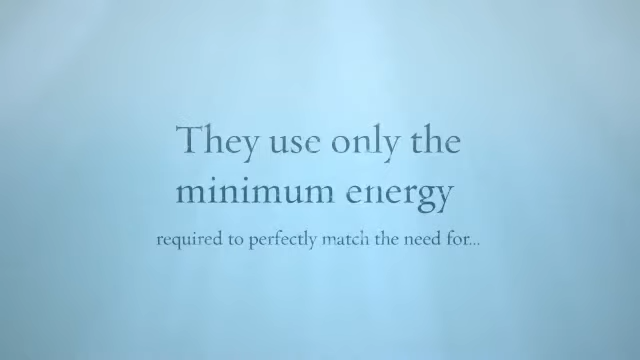 They use only the
minimum energy
required to perfectly match the need for...